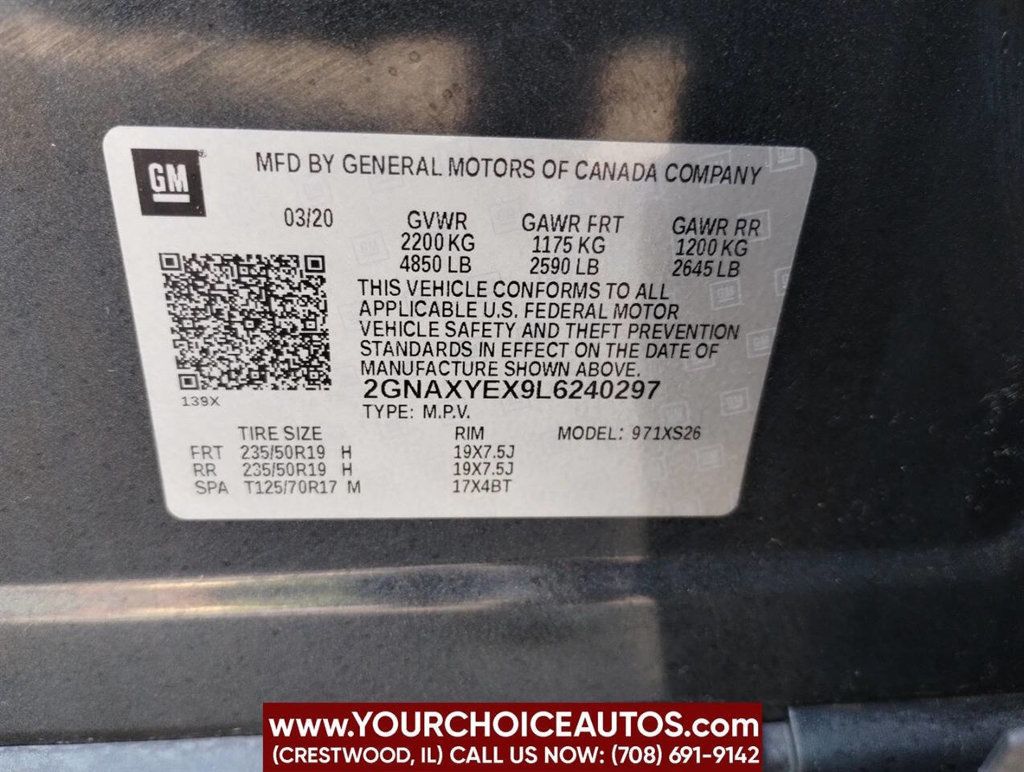 GM
MFD BY GENERAL MOTORS OF CANADA COMPANY
03/20 GVWR GAWR FRT GAWR RR
2200 KG 1175 KG 1200 KG
4850 LB 2590 LB 2645 LB
THIS VEHICLE CONFORMS TO ALL
APPLICABLE U.S. FEDERAL MOTOR
VEHICLE SAFETY AND THEFT PREVENTION
STANDARDS IN EFFECT ON THE DATE OF
MANUFACTURE SHOWN ABOVE.
2GNAXYEX9L6240297
139X
TYPE: M.P.V.
TIRE SIZE RIM MODEL: 971XS26
FRT 235/50R19 H 19X7.5J
RR 235/50R19 H 19X7.5J
SPA T125/70R17 M 17X4BT
www.YOURCHOICEAUTOS.com
(CRESTWOOD, IL) CALL US NOW: (708) 691-9142